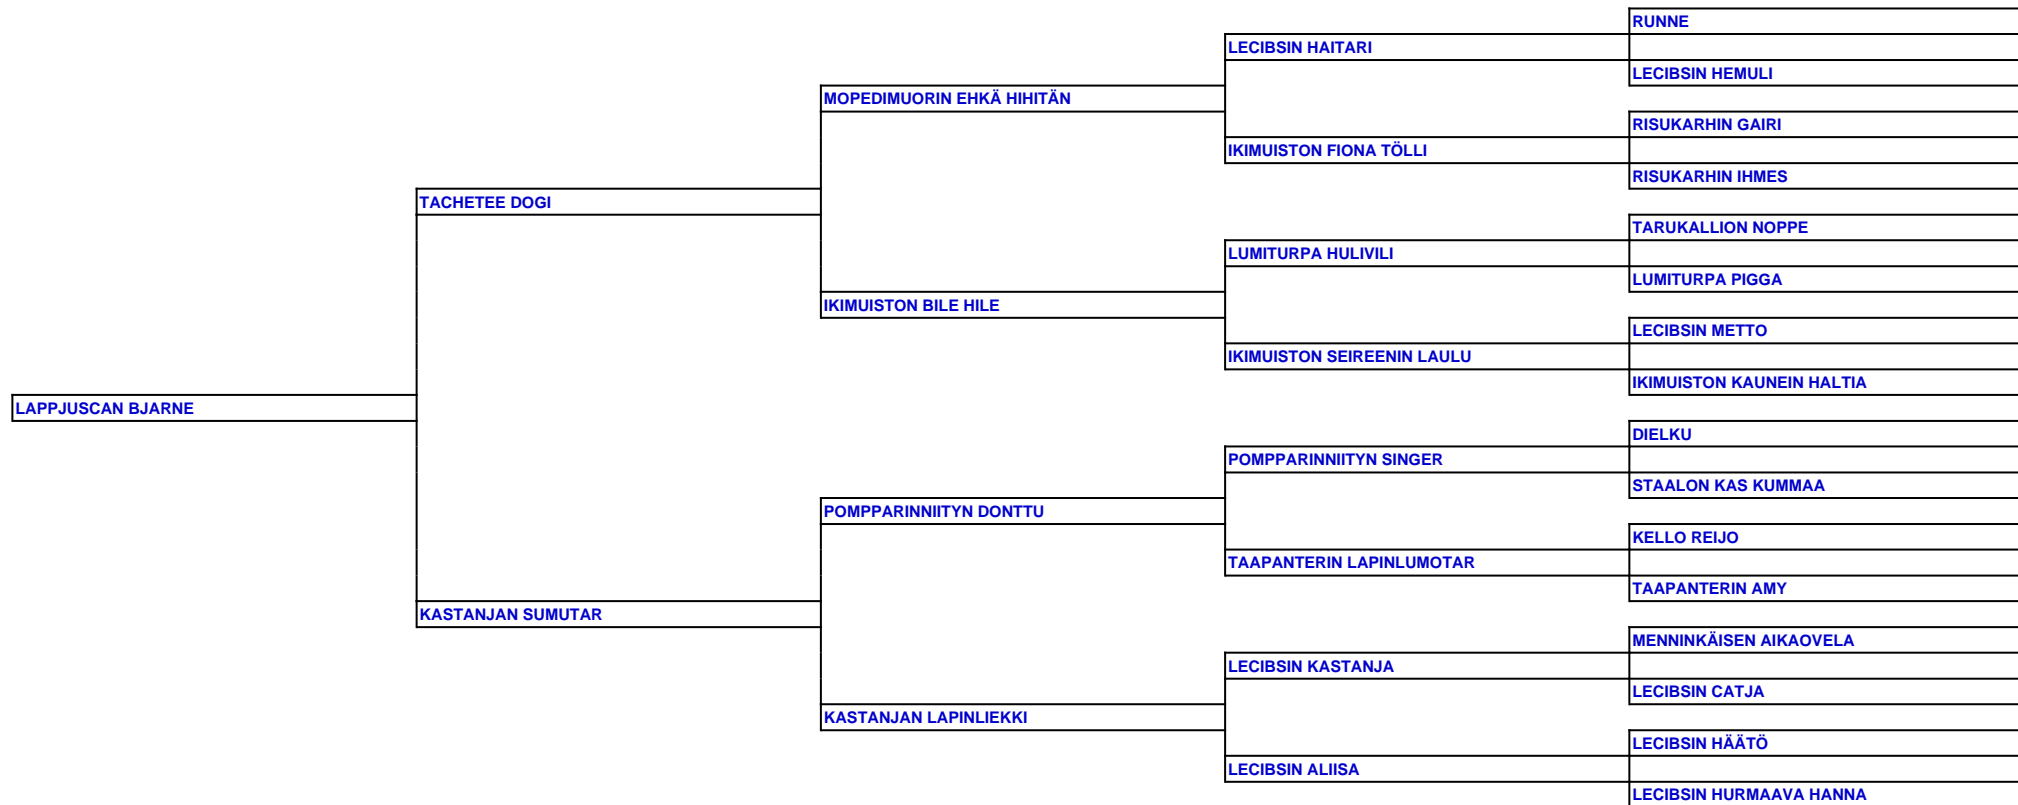 RUNNE
LECIBSIN HAITARI
LECIBSIN HEMULI
MOPEDIMUORIN EHKÄ HIHITÄN
RISUKARHIN GAIRI
IKIMUISTON FIONA TÖLLI
RISUKARHIN IHMES
TACHETEE DOGI
TARUKALLION NOPPE
LUMITURPA HULIVILI
LUMITURPA PIGGA
IKIMUISTON BILE HILE
LECIBSIN METTO
IKIMUISTON SEIREENIN LAULU
IKIMUISTON KAUNEIN HALTIA
LAPPJUSCAN BJARNE
DIELKU
POMPPARINNIITYN SINGER
STAALON KAS KUMMAA
POMPPARINNIITYN DONTTU
KELLO REIJO
TAAPANTERIN LAPINLUMOTAR
TAAPANTERIN AMY
KASTANJAN SUMUTAR
MENNINKÄISEN AIKAOVELA
LECIBSIN KASTANJA
LECIBSIN CATJA
KASTANJAN LAPINLIEKKI
LECIBSIN HÄÄTÖ
LECIBSIN ALIISA
LECIBSIN HURMAAVA HANNA